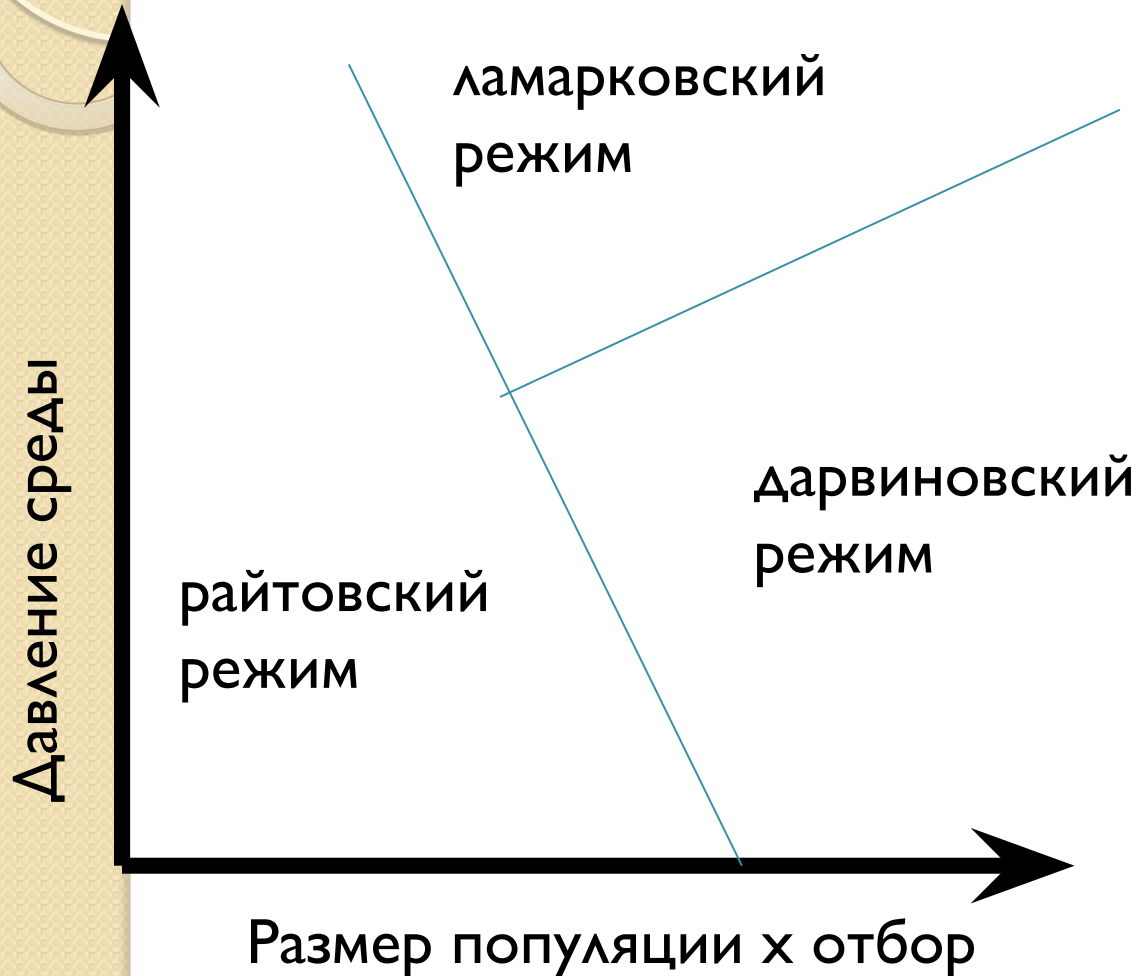 ламарковский
режим
дарвиновский
режим
райтовский
режим
Давление среды
Размер популяции х отбор